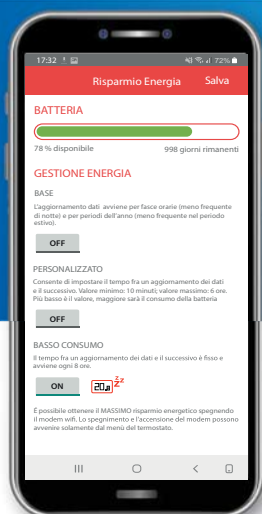 17:32
72%
Risparmio Energia Salva
BATTERIA
78 % disponibile 998 giorni rimanenti
GESTIONE ENERGIA
BASE
L'aggiornamento dati avviene per fasce orarie (meno frequente
di notte) e per periodi dell'anno (meno frequente nel periodo
estivo).
OFF
PERSONALIZZATO
Consente di impostare il tempo fra un aggiornamento dei dati
e il successivo. Valore minimo: 10 minuti; valore massimo: 6 ore.
Più basso è il valore, maggiore sarà il consumo della batteria
OFF
BASSO CONSUMO
Il tempo fra un aggiornamento dei dati e il successivo è fisso e
avviene ogni 8 ore.
ON
zz
É possibile ottenere il MASSIMO risparmio energetico spegnendo
il modem wifi. Lo spegnimento e l'accensione del modem possono
avvenire solamente dal menù del termostato.